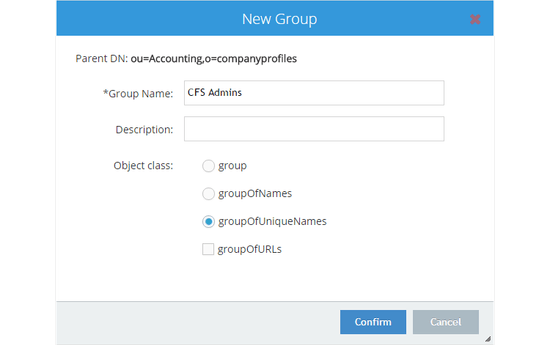 New Group
Parent DN: ou=Accounting,o=companyprofiles
*Group Name: CFS Admins
Description:
Object class: group
groupOfNames
groupOfUniqueNames
groupOfURLs
Confirm Cancel